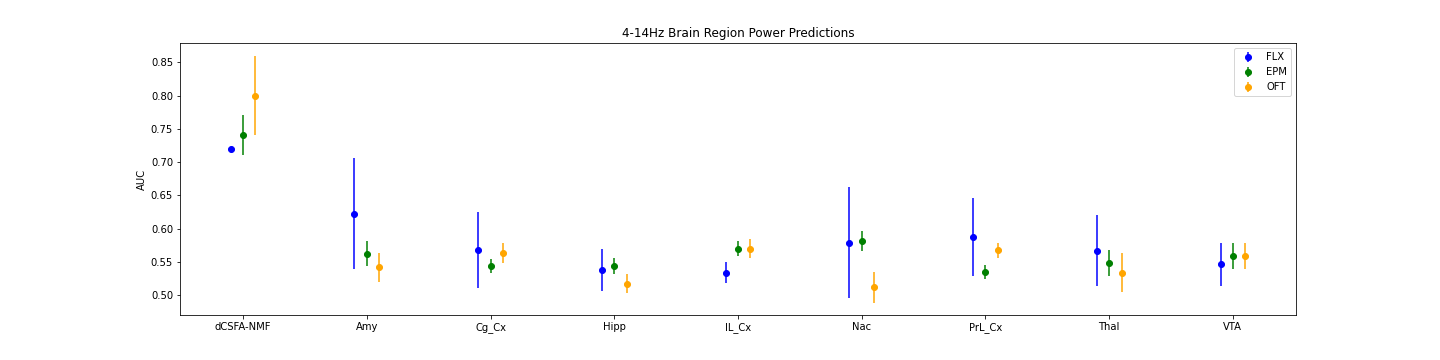 4-14Hz Brain Region Power Predictions
FLX
EPM
OFT
AUC
0.85
0.80
0.75
0.70
0.65
0.60
0.55
0.50
dCSFA-NMF Amy Cg_Cx Hipp IL_Cx Nac PrL_Cx Thal VTA